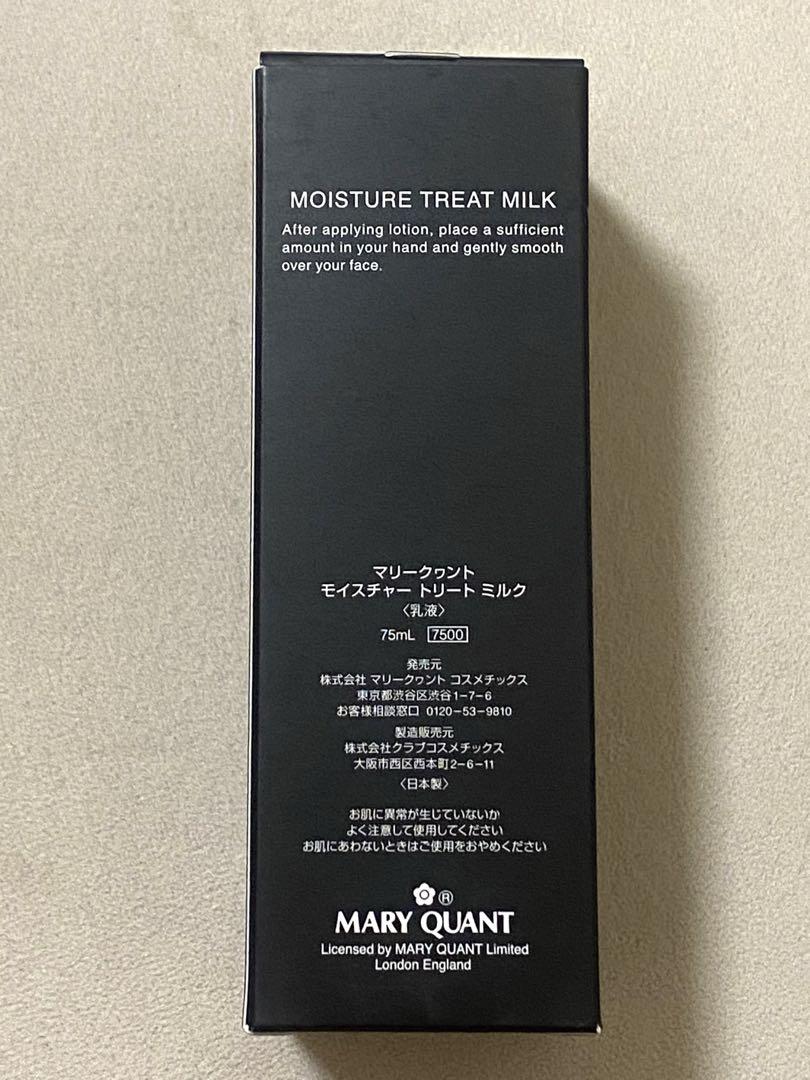 MOISTURE TREAT MILK
After applying lotion, place a sufficient
amount in your hand and gently smooth
over your face.
マリークヮント
モイスチャー トリート ミルク
〈乳液〉
75mL 7500
発売元
株式会社 マリークヮント コスメチックス
東京都渋谷区渋谷1-7-6
お客様相談窓口 0120-53-9810
製造販売元
株式会社クラブコスメチックス
大阪市西区西本町2-6-11
〈日本製〉
お肌に異常が生じていないか
よく注意して使用してください
お肌にあわないときはご使用をおやめください
®
MARY QUANT
Licensed by MARY QUANT Limited
London England